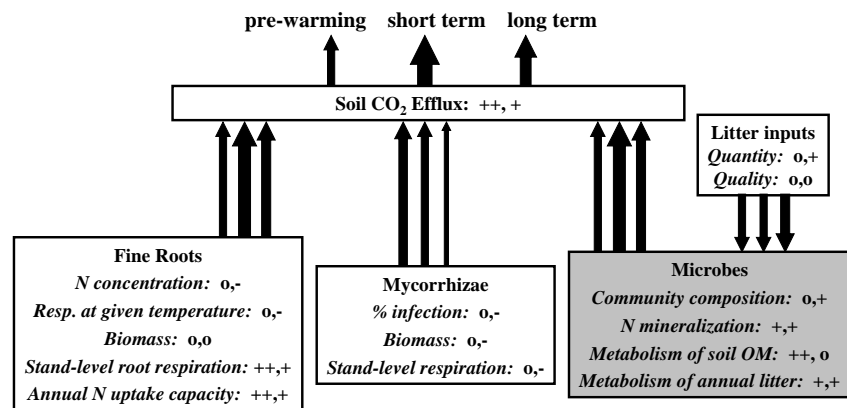 pre-warming short term long term
Soil CO₂ Efflux: ++, +
Litter inputs
Quantity: o,+
Quality: o,o
Fine Roots
N concentration: o,-
Resp. at given temperature: o,-
Biomass: o,o
Stand-level root respiration: ++,+
Annual N uptake capacity: ++,+
Mycorrhizae
% infection: o,-
Biomass: o,-
Stand-level respiration: o,-
Microbes
Community composition: o,+
N mineralization: +,+
Metabolism of soil OM: ++, o
Metabolism of annual litter: +,+